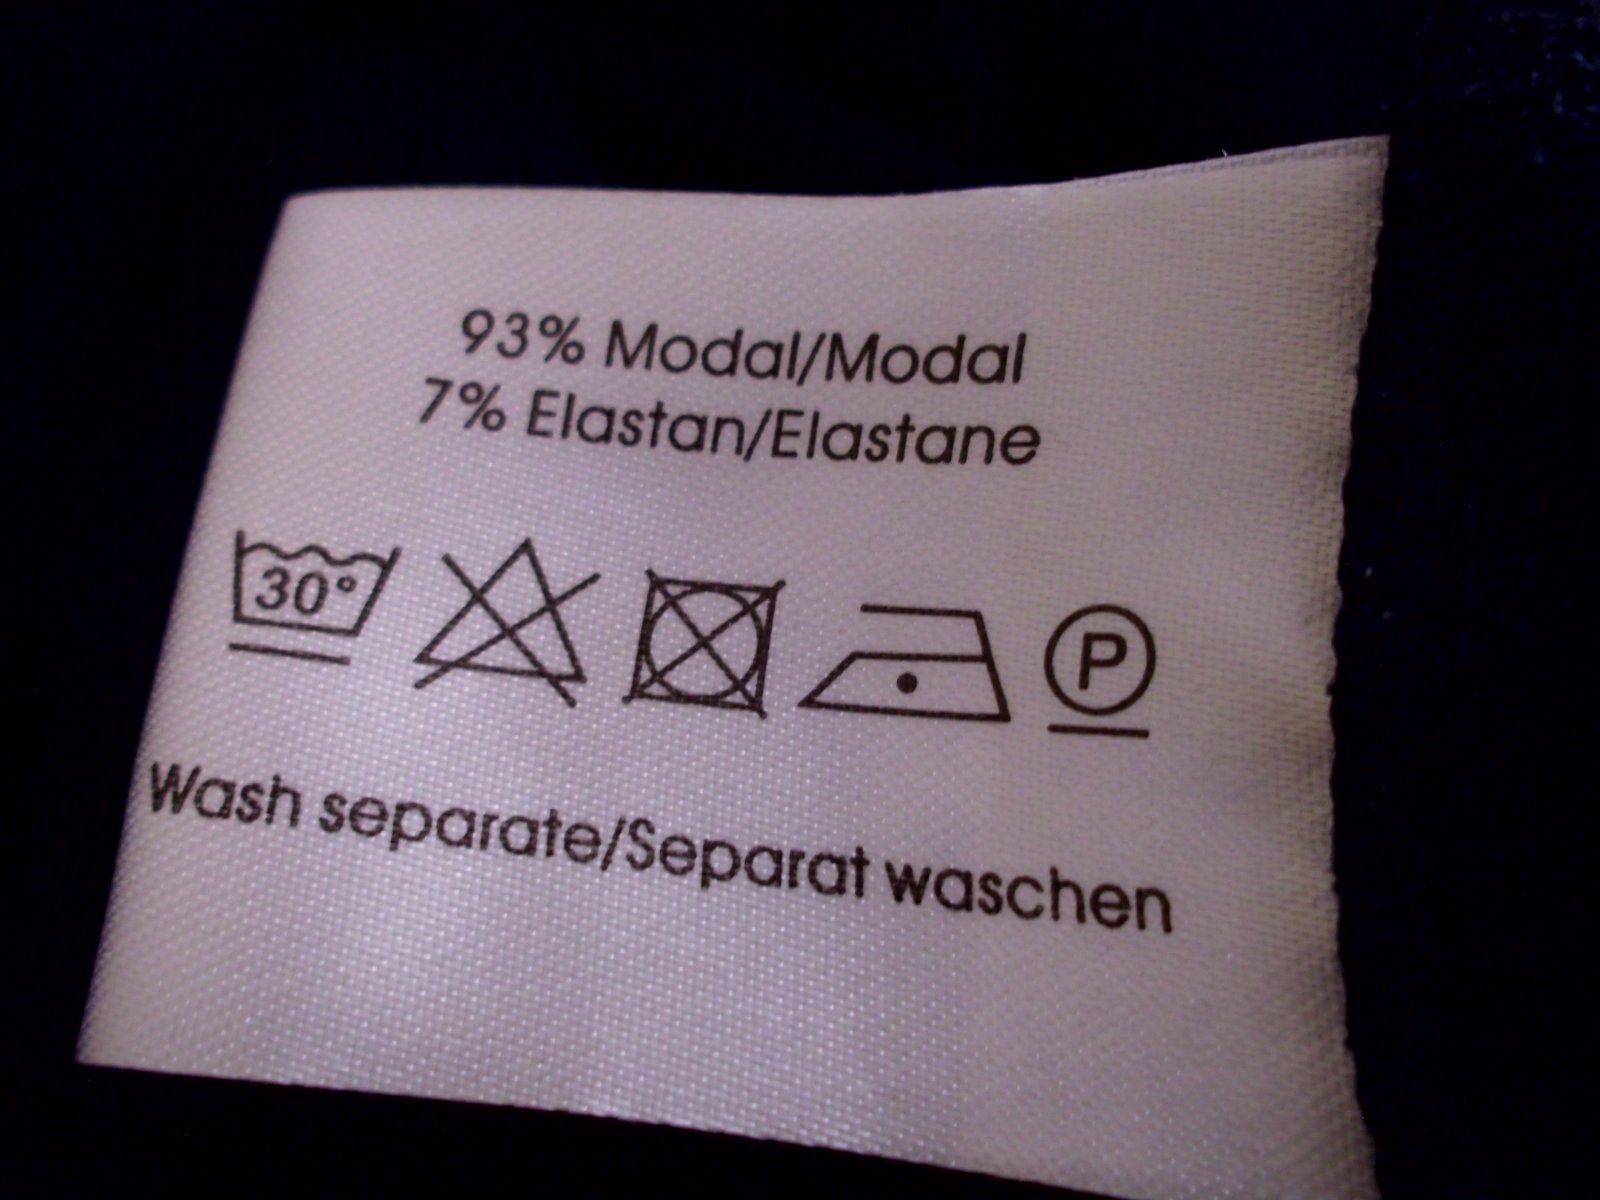 93% Modal/Modal
7% Elastan/Elastane
30° P
Wash separate/Separat waschen